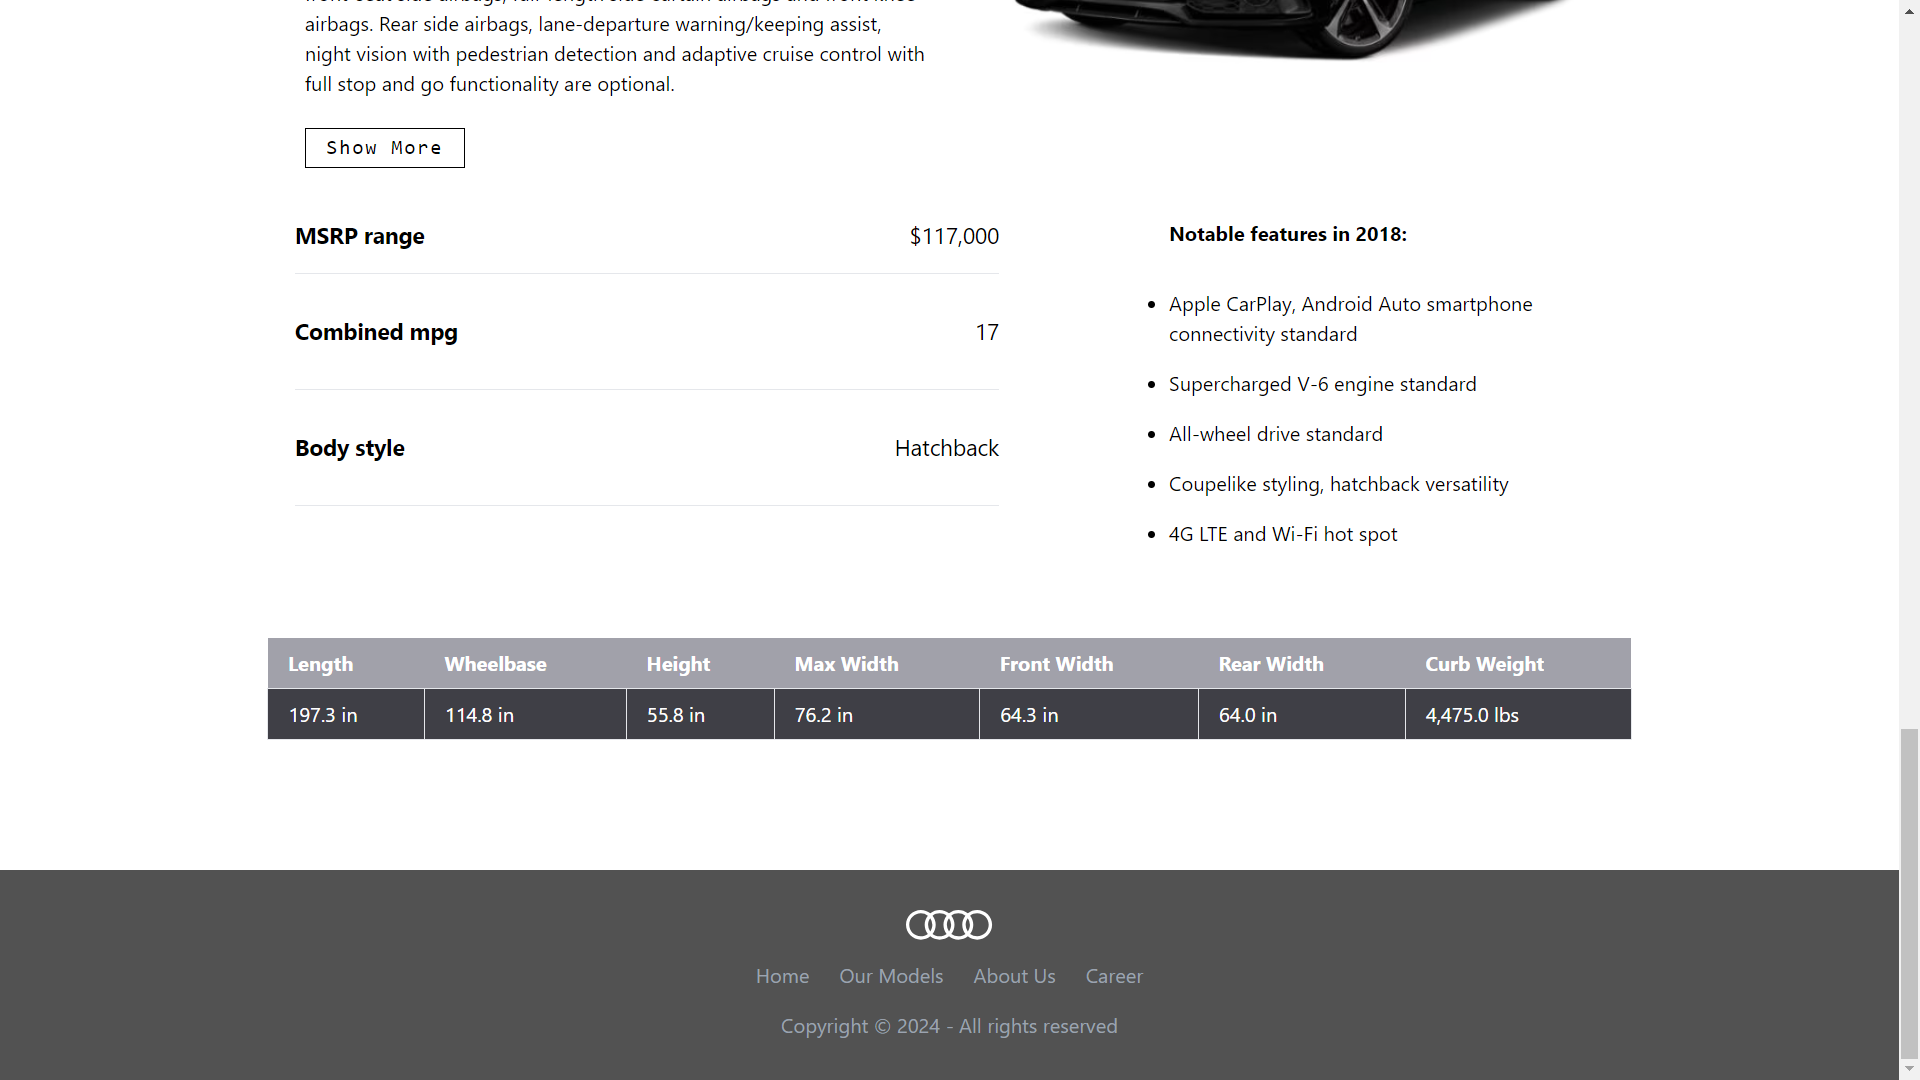 airbags. Rear side airbags, lane-departure warning/keeping assist,
night vision with pedestrian detection and adaptive cruise control with
full stop and go functionality are optional.
Show More
MSRP range $117,000
Combined mpg 17
Body style Hatchback
Notable features in 2018:
Apple CarPlay, Android Auto smartphone
connectivity standard
Supercharged V-6 engine standard
All-wheel drive standard
Coupelike styling, hatchback versatility
4G LTE and Wi-Fi hot spot
Length Wheelbase Height Max Width Front Width Rear Width Curb Weight
197.3 in 114.8 in 55.8 in 76.2 in 64.3 in 64.0 in 4,475.0 lbs
Home Our Models About Us Career
Copyright © 2024 - All rights reserved